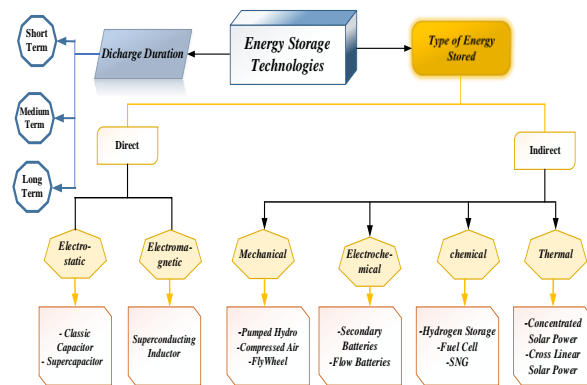 Short
Term
Dicharge Duration
Energy Storage
Technologies
Type of Energy
Stored
Medium
Term
Long
Term
Direct
Indirect
Electro-
static
Electroma-
gnetic
Mechanical
Electroche-
mical
chemical
Thermal
- Classic
Capacitor
- Supercapacitor
Superconducting
Inductor
-Pumped Hydro
-Compressed Air
-FlyWheel
-Secondary
Batteries
-Flow Batteries
-Hydrogen Storage
-Fuel Cell
-SNG
-Concentrated
Solar Power
-Cross Linear
Solar Power